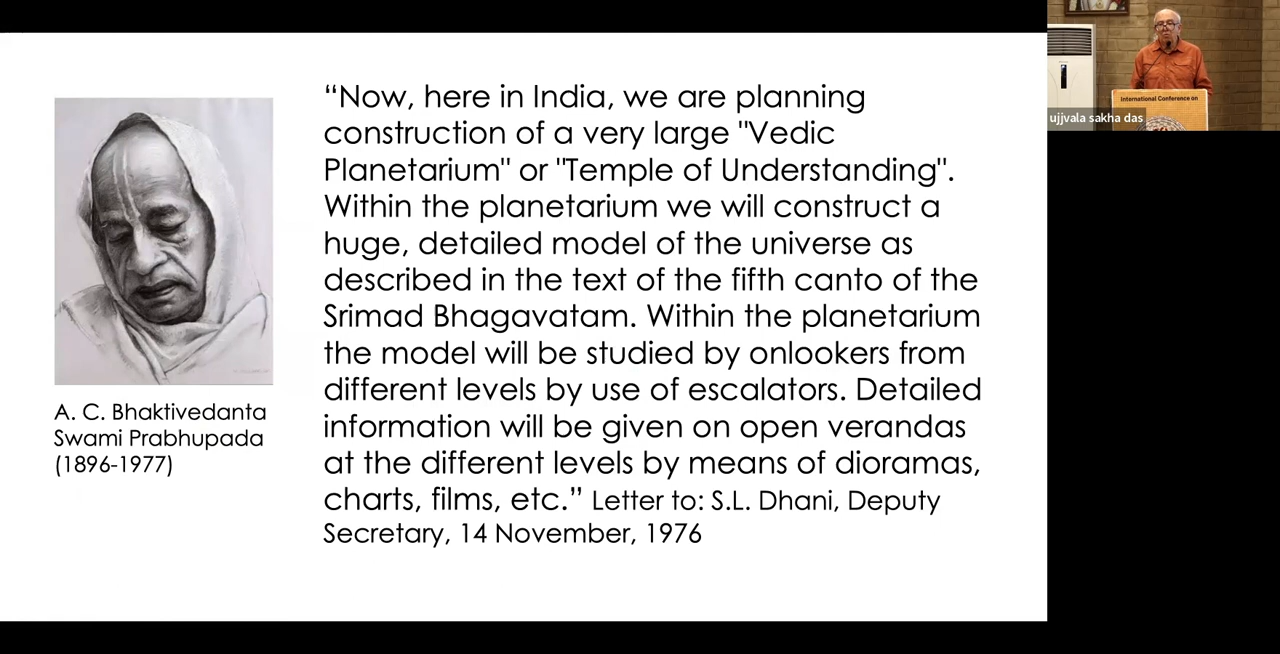 “Now, here in India, we are planning
construction of a very large "Vedic
Planetarium" or "Temple of Understanding".
Within the planetarium we will construct a
huge, detailed model of the universe as
described in the text of the fifth canto of the
Srimad Bhagavatam. Within the planetarium
the model will be studied by onlookers from
different levels by use of escalators. Detailed
information will be given on open verandas
at the different levels by means of dioramas,
charts, films, etc.” Letter to: S.L. Dhani, Deputy
Secretary, 14 November, 1976
A. C. Bhaktivedanta
Swami Prabhupada
(1896-1977)
International Conference on
ujjvala sakha das